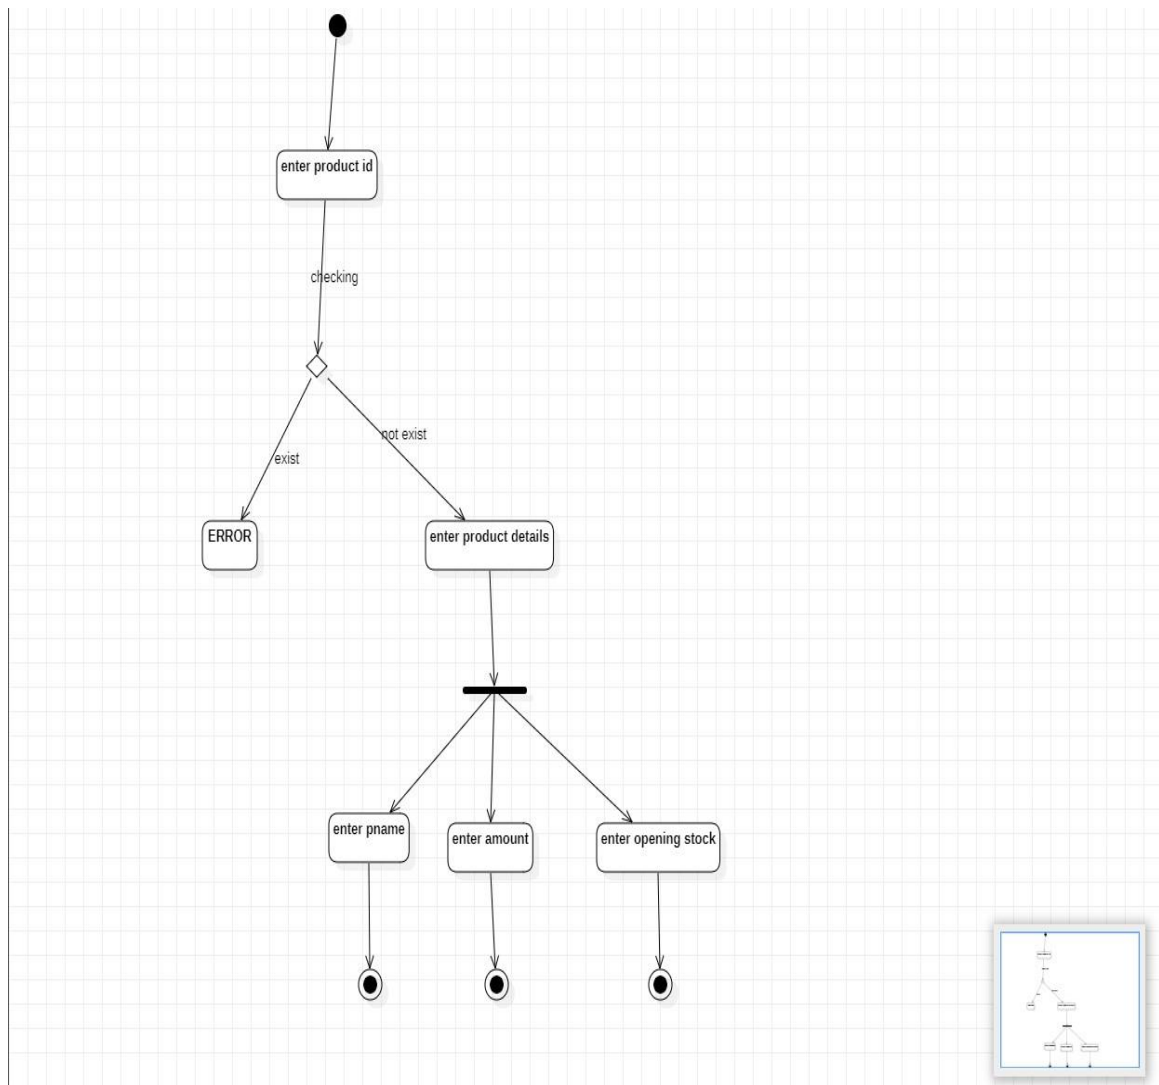 enter product id
checking
not exist
exist
ERROR
enter product details
enter pname
enter amount
enter opening stock